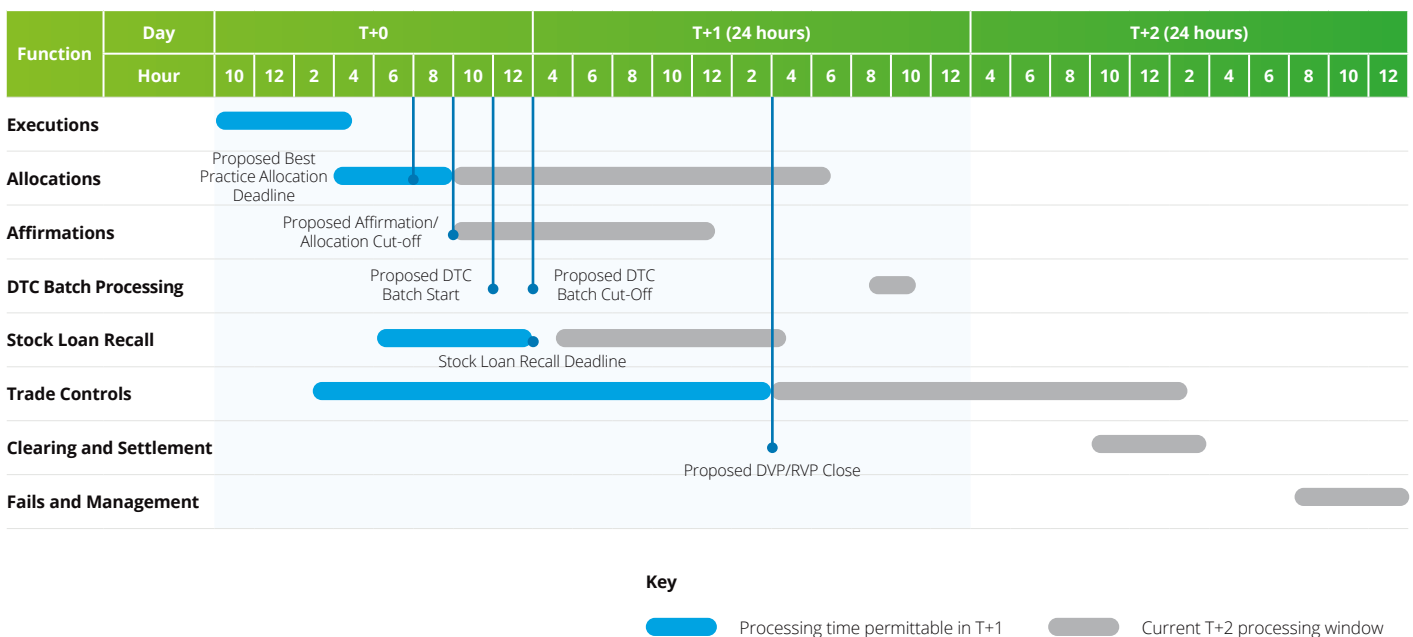 Function
Day
T+0
T+1 (24 hours)
T+2 (24 hours)
Hour
10 12 2 4 6 8 10 12 4 6 8 10 12 2 4 6 8 10 12 4 6 8 10 12 2 4 6 8 10 12
Executions
Proposed Best
Practice Allocation
Deadline
Allocations
Proposed Affirmation/
Allocation Cut-off
Affirmations
Proposed DTC
Batch Start
Proposed DTC
Batch Cut-Off
DTC Batch Processing
Stock Loan Recall
Stock Loan Recall Deadline
Trade Controls
Clearing and Settlement
Proposed DVP/RVP Close
Fails and Management
Key
Processing time permittable in T+1
Current T+2 processing window